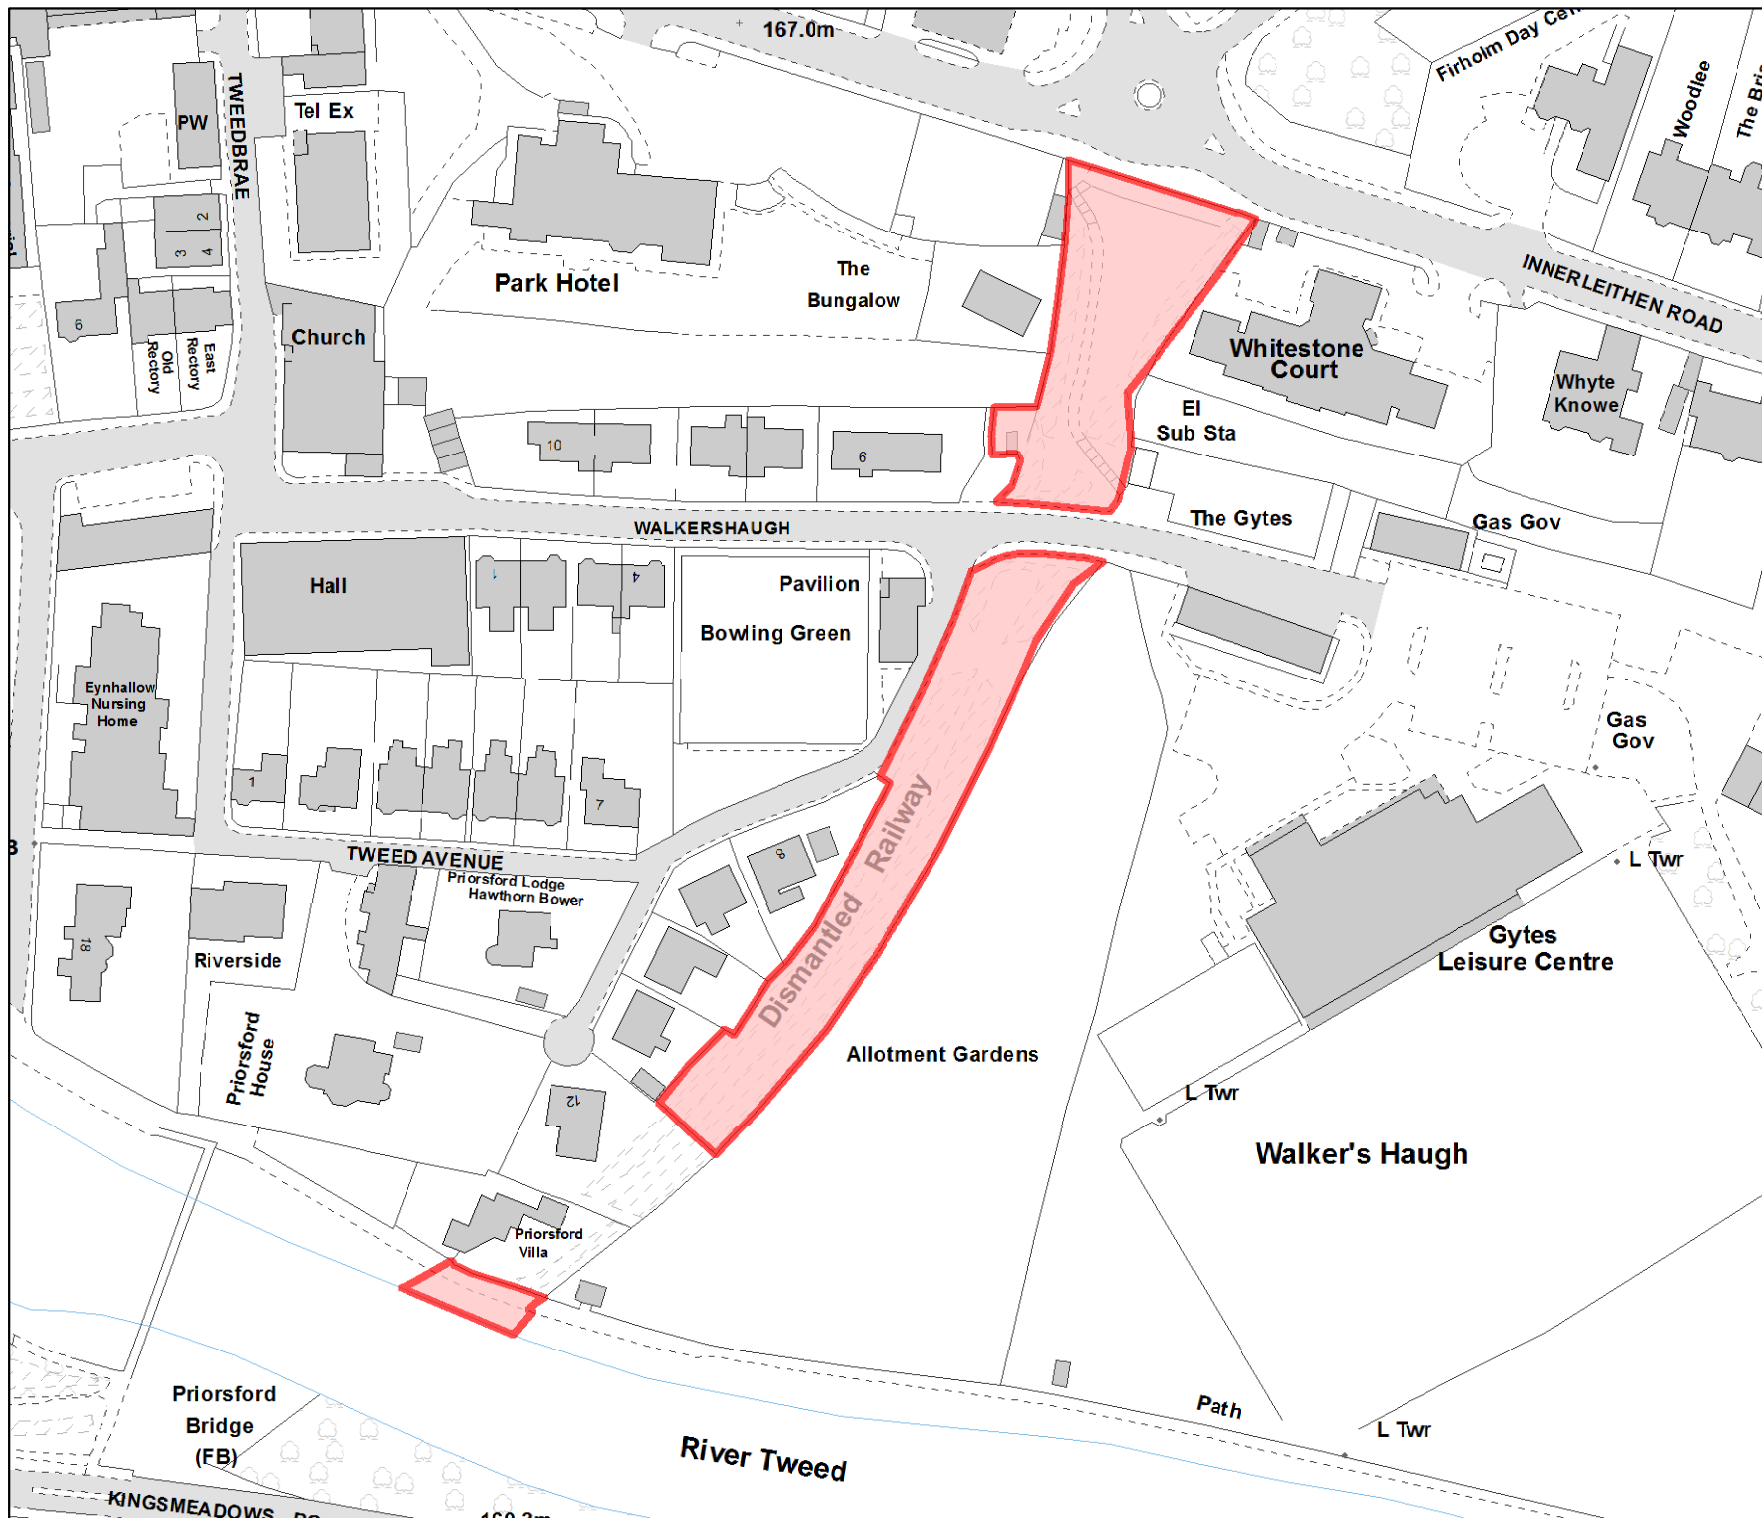 167.0m
Firholm Day Cen
Woodlee
The Bri
PW
TWEEDBRAE
Tel Ex
2
3
4
Park Hotel
The
Bungalow
INNERLEITHEN ROAD
6
Old
Rectory
East
Rectory
Church
Whitestone
Court
Whyte
Knowe
El
Sub Sta
10
6
WALKERSHAUGH
The Gytes
Gas Gov
Hall
1
4
Pavilion
Bowling Green
Eynhallow
Nursing
Home
Gas
Gov
1
7
Dismantled Railway
TWEED AVENUE
8
L Twr
Priorsford Lodge
Hawthorn Bower
18
Riverside
Gytes
Leisure Centre
Priorsford
House
Allotment Gardens
12
L Twr
Walker's Haugh
Priorsford
Villa
Priorsford
Bridge
(FB)
Path
L Twr
River Tweed
KINGSMEADOWS